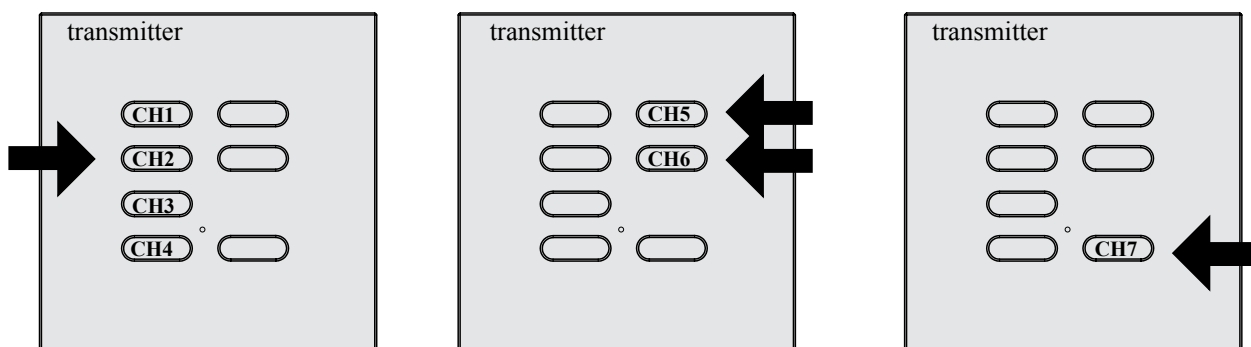 transmitter
CH1
CH2
CH3
CH4
transmitter
CH5
CH6
transmitter
CH7